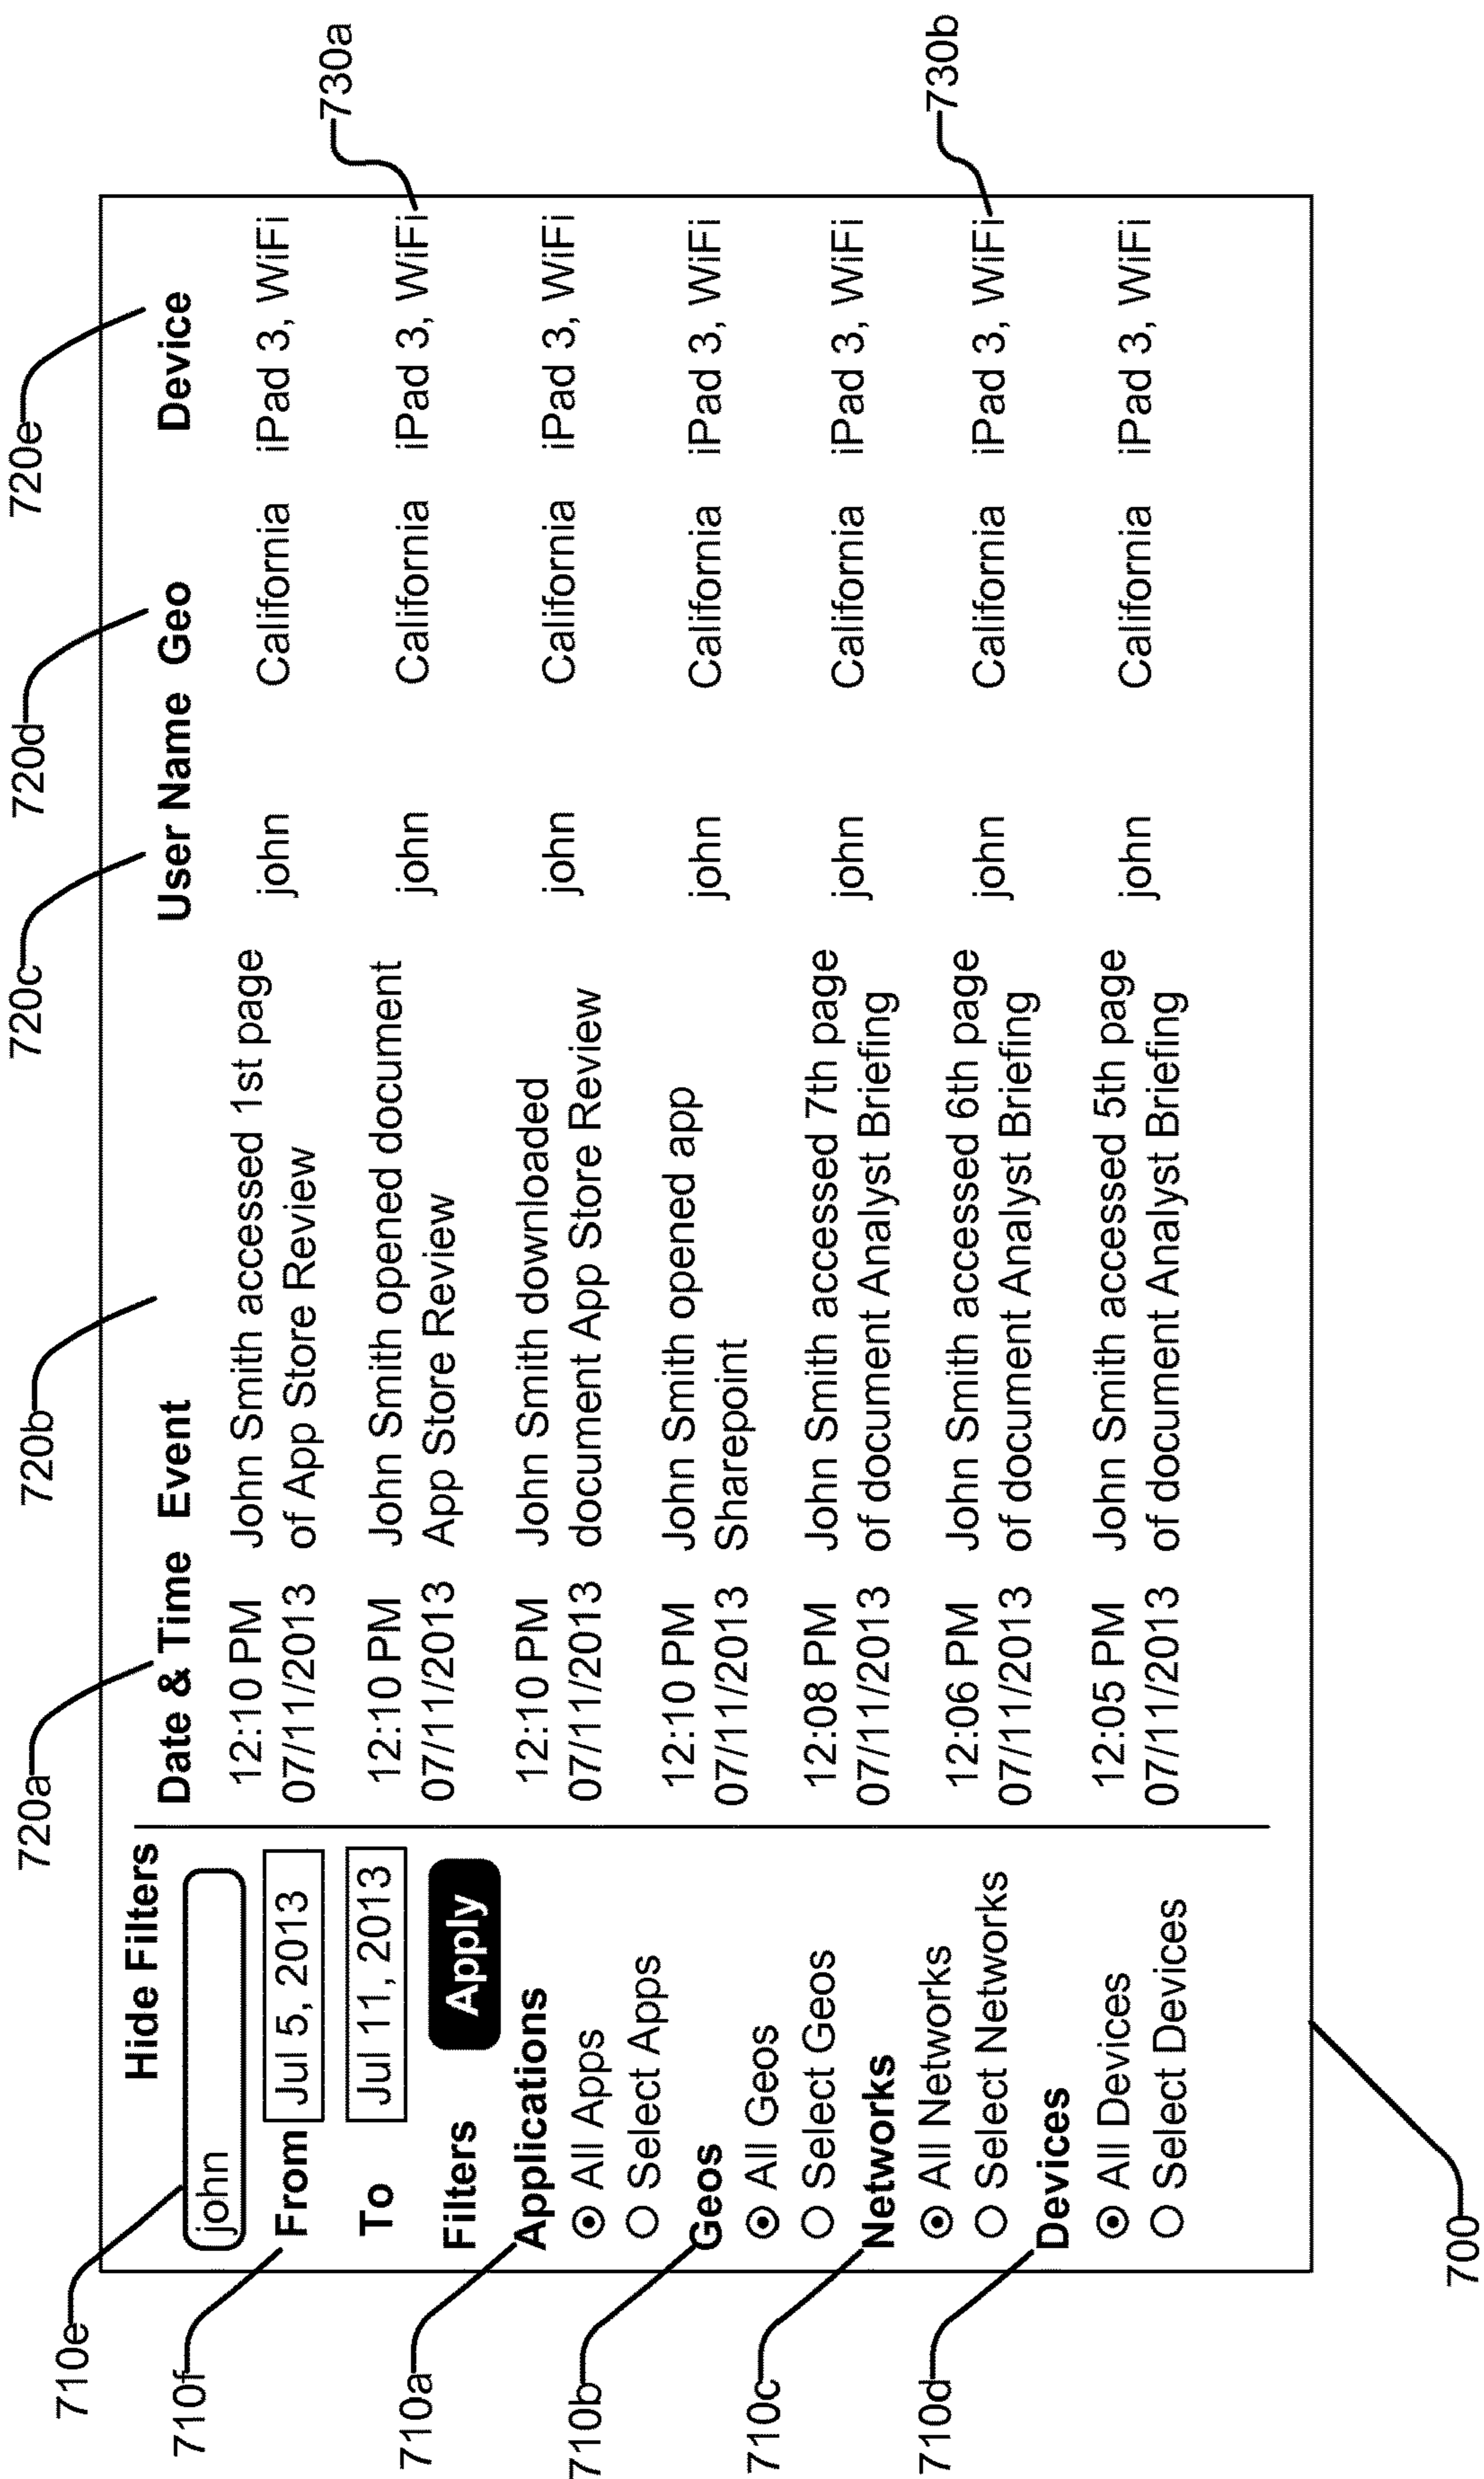 720a
720b
720c
720d
720e
Hide Filters
john
From Jul 5, 2013
To Jul 11, 2013
Filters Apply
Applications
All Apps
Select Apps
Geos
All Geos
Select Geos
Networks
All Networks
Select Networks
Devices
All Devices
Select Devices
710e
710f
710a
710b
710c
710d
Date & Time Event User Name Geo Device
12:10 PM John Smith accessed 1st page john California iPad 3, WiFi
07/11/2013 of App Store Review
12:10 PM John Smith opened document john California iPad 3, WiFi
07/11/2013 App Store Review
12:10 PM John Smith downloaded john California iPad 3, WiFi
07/11/2013 document App Store Review
12:10 PM John Smith opened app john California iPad 3, WiFi
07/11/2013 Sharepoint
12:08 PM John Smith accessed 7th page john California iPad 3, WiFi
07/11/2013 of document Analyst Briefing
12:06 PM John Smith accessed 6th page john California iPad 3, WiFi
07/11/2013 of document Analyst Briefing
12:05 PM John Smith accessed 5th page john California iPad 3, WiFi
07/11/2013 of document Analyst Briefing
730a
730b
700